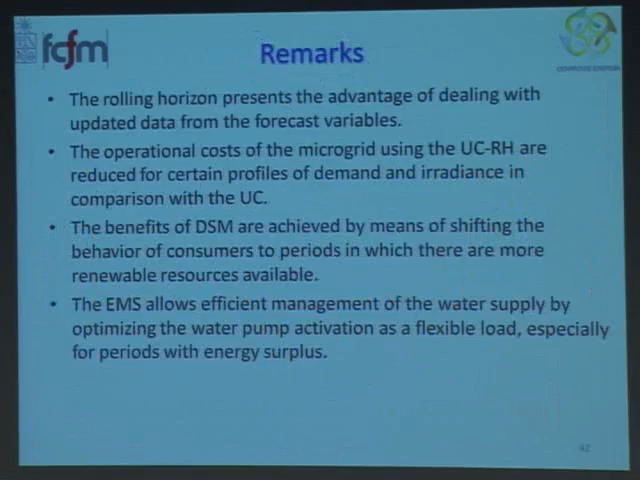 fcfm
Remarks
• The rolling horizon presents the advantage of dealing with
updated data from the forecast variables.
• The operational costs of the microgrid using the UC-RH are
reduced for certain profiles of demand and irradiance in
comparison with the UC.
• The benefits of DSM are achieved by means of shifting the
behavior of consumers to periods in which there are more
renewable resources available.
• The EMS allows efficient management of the water supply by
optimizing the water pump activation as a flexible load, especially
for periods with energy surplus.
42